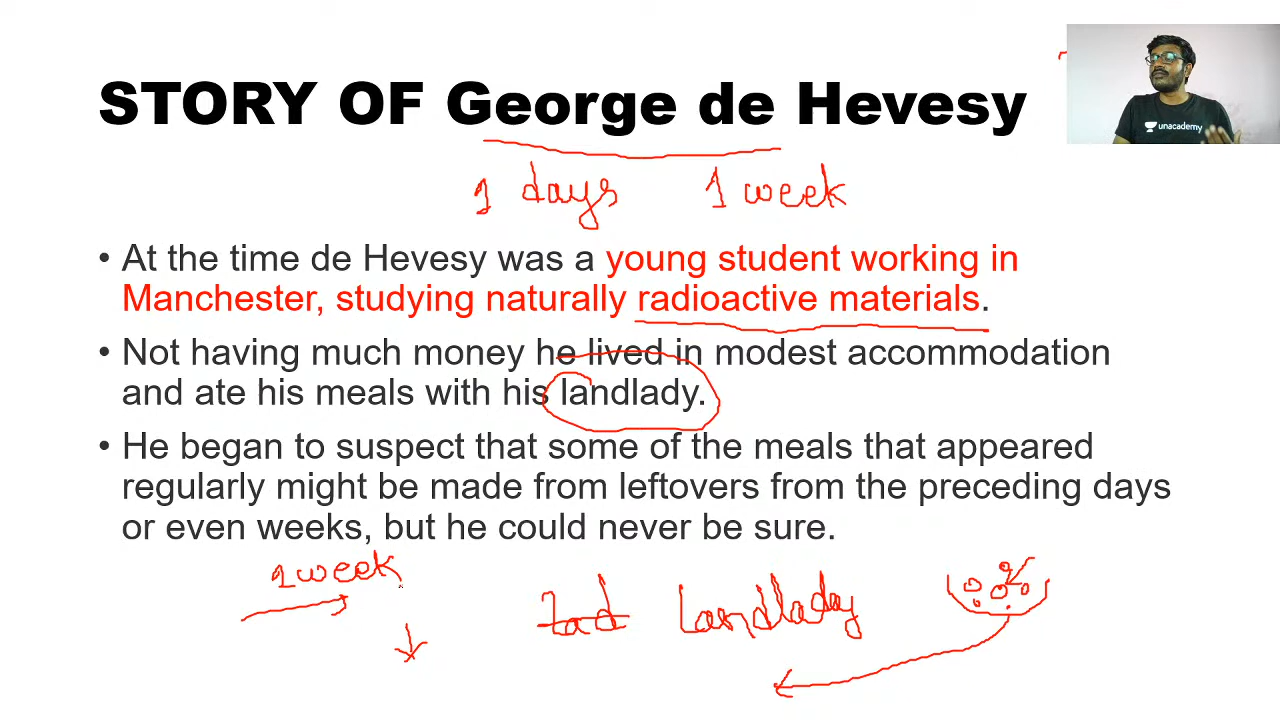 STORY OF George de Hevesy
unacademy
1 days 1 week
• At the time de Hevesy was a young student working in
Manchester, studying naturally radioactive materials.
• Not having much money he lived in modest accommodation
and ate his meals with his landlady.
• He began to suspect that some of the meals that appeared
regularly might be made from leftovers from the preceding days
or even weeks, but he could never be sure.
1 week
Landlady